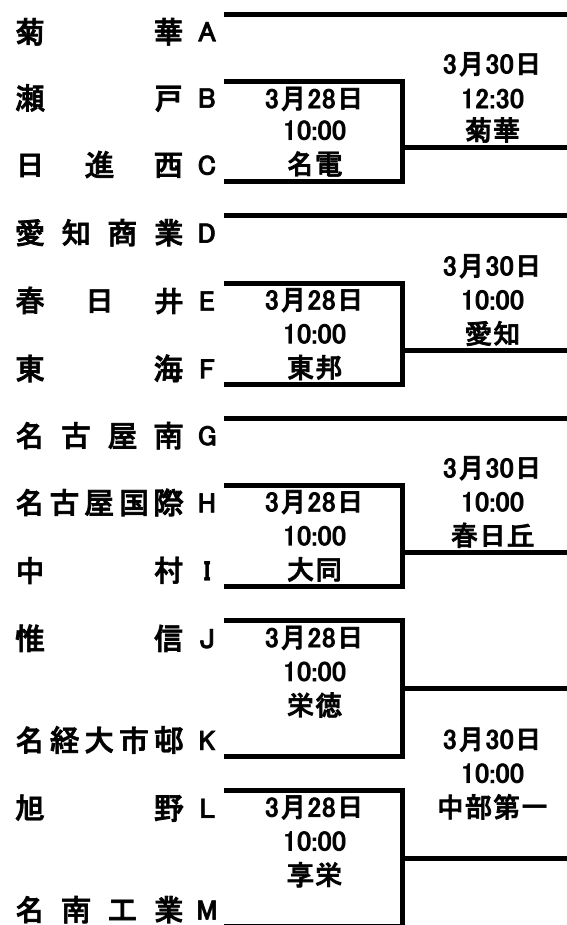 菊華 A
3月30日
12:30
菊華
瀬戸 B
3月28日
10:00
名電
日進西 C
愛知商業 D
3月30日
10:00
愛知
春日井 E
3月28日
10:00
東邦
東海 F
名古屋南 G
3月30日
10:00
春日丘
名古屋国際 H
3月28日
10:00
大同
中村 I
惟信 J
3月28日
10:00
栄徳
名経大市邨 K
3月30日
10:00
中部第一
旭野 L
3月28日
10:00
享栄
名南工業 M